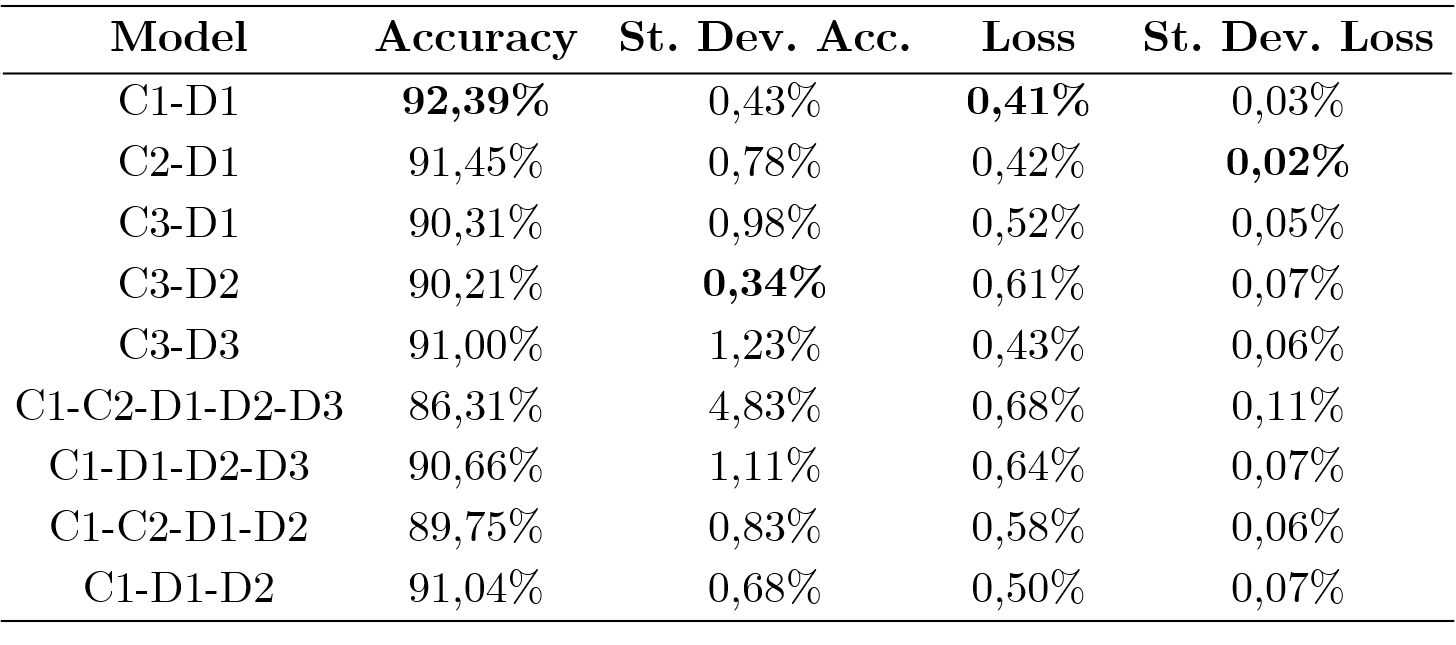 Model Accuracy St. Dev. Acc. Loss St. Dev. Loss
C1-D1 92,39% 0,43% 0,41% 0,03%
C2-D1 91,45% 0,78% 0,42% 0,02%
C3-D1 90,31% 0,98% 0,52% 0,05%
C3-D2 90,21% 0,34% 0,61% 0,07%
C3-D3 91,00% 1,23% 0,43% 0,06%
C1-C2-D1-D2-D3 86,31% 4,83% 0,68% 0,11%
C1-D1-D2-D3 90,66% 1,11% 0,64% 0,07%
C1-C2-D1-D2 89,75% 0,83% 0,58% 0,06%
C1-D1-D2 91,04% 0,68% 0,50% 0,07%